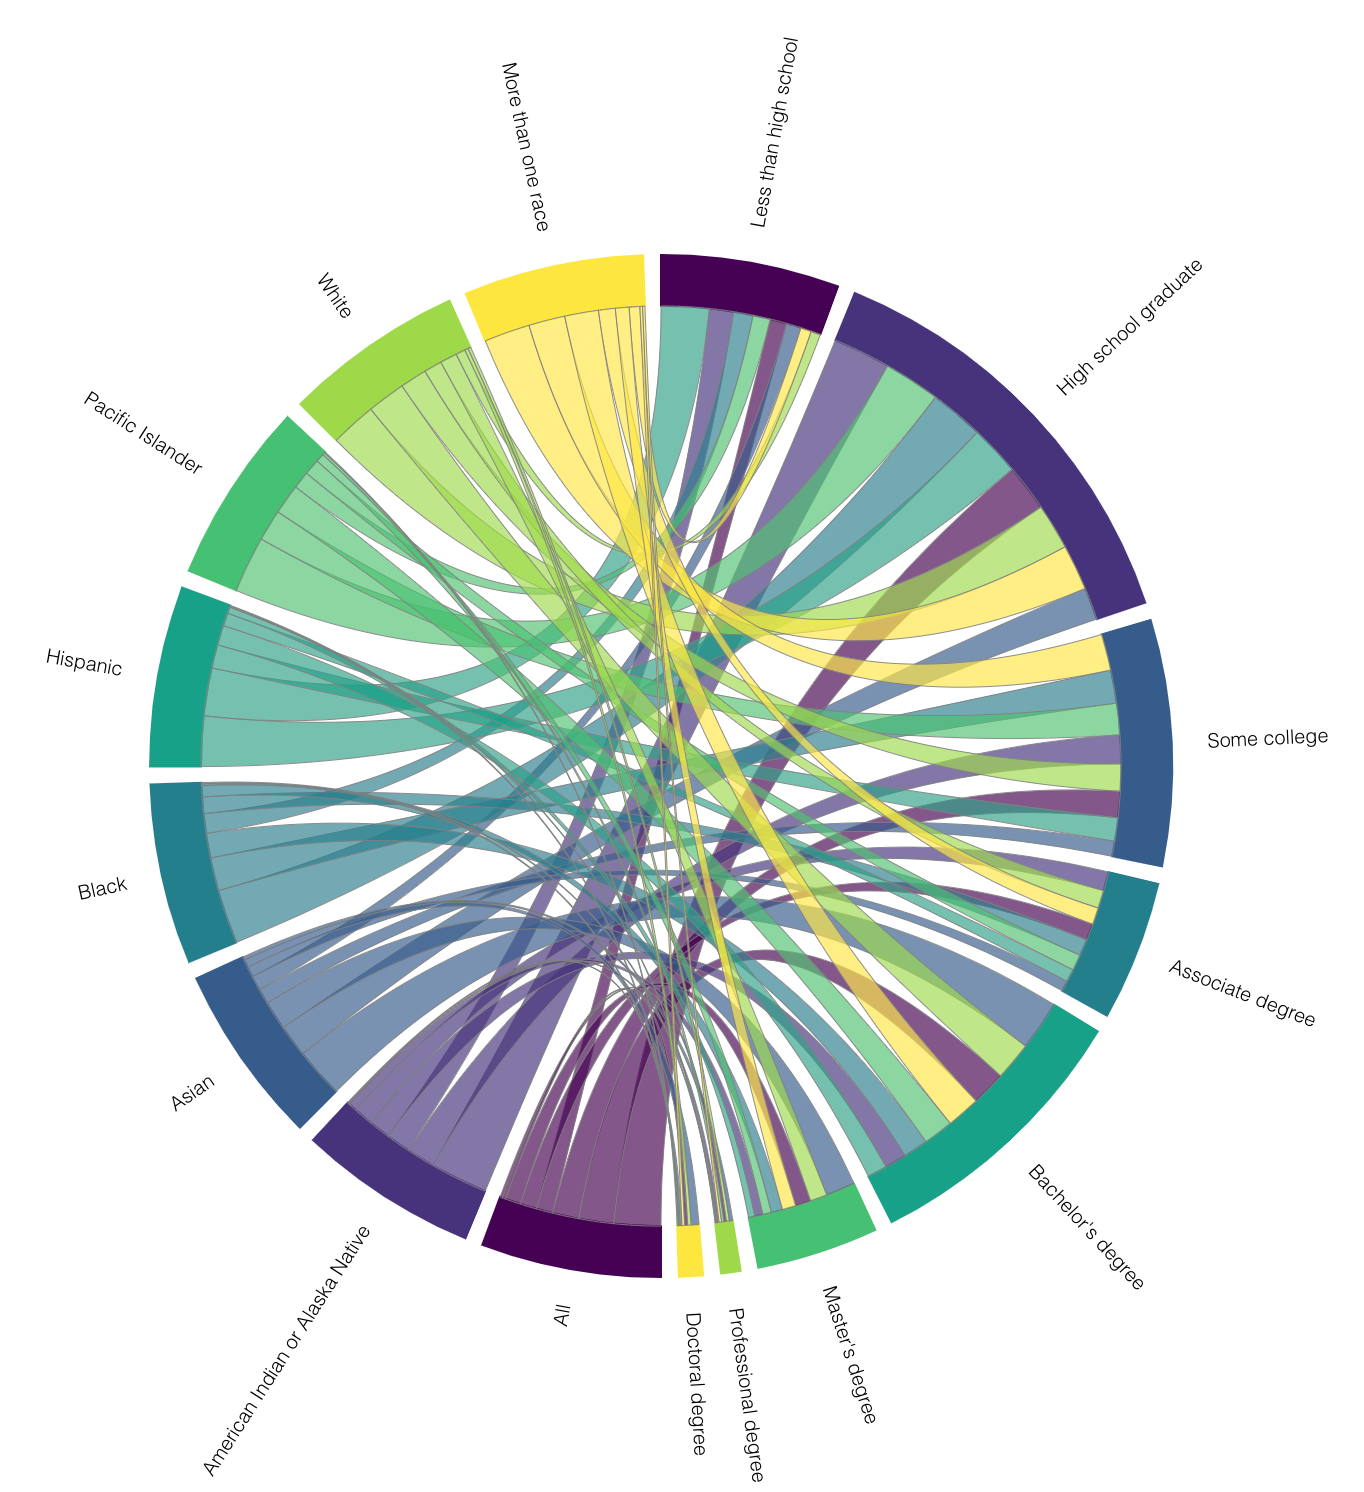 Less than high school
High school graduate
Some college
Associate degree
Bachelor's degree
Master's degree
Professional degree
Doctoral degree
All
American Indian or Alaska Native
Asian
Black
Hispanic
Pacific Islander
White
More than one race